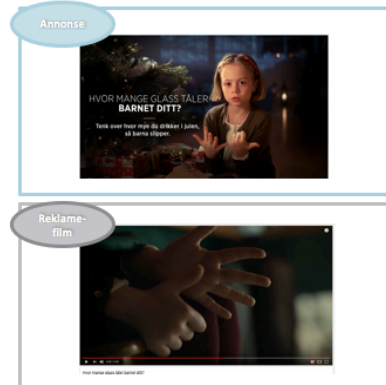 Annonse
HVOR MANGE GLASS TÅLER
BARNET DITT?
Tenk over hvor mye du drikker i julen,
så barna slipper.
Reklame-
film
Hvor mange glass tåler barnet ditt?